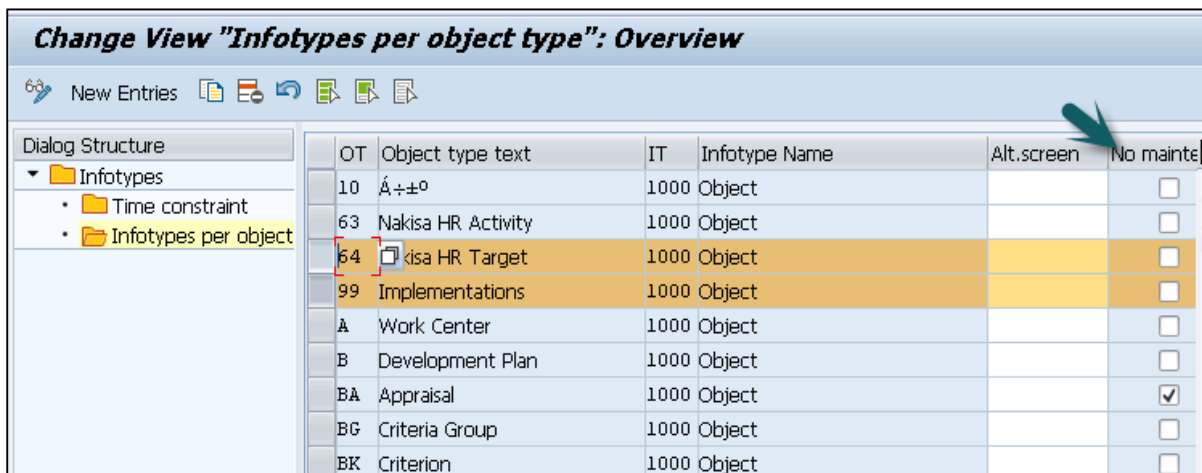 Change View "Infotypes per object type": Overview
New Entries
Dialog Structure
Infotypes
Time constraint
Infotypes per object
OT Object type text IT Infotype Name Alt.screen No mainte
10 Á÷±º 1000 Object
63 Nakisa HR Activity 1000 Object
64 kisa HR Target 1000 Object
99 Implementations 1000 Object
A Work Center 1000 Object
B Development Plan 1000 Object
BA Appraisal 1000 Object
BG Criteria Group 1000 Object
BK Criterion 1000 Object